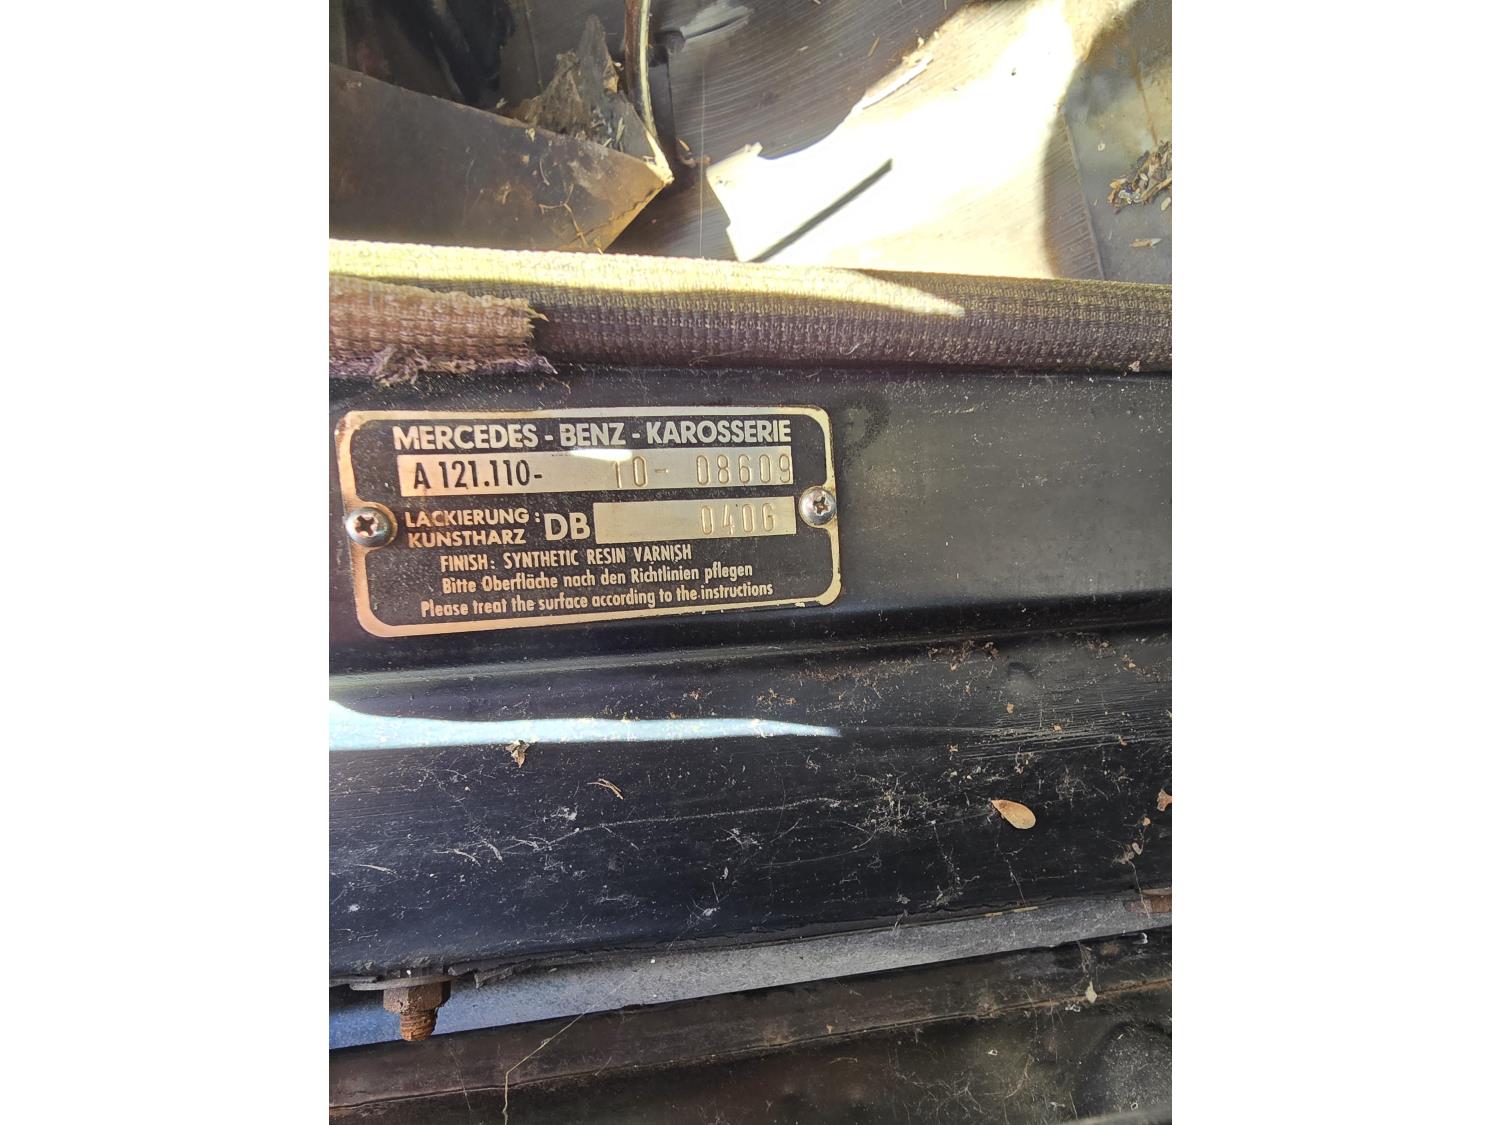 MERCEDES - BENZ - KAROSSERIE
A 121.110- 10- 08609
LACKIERUNG : DB 040G
KUNSTHARZ
FINISH: SYNTHETIC RESIN VARNISH
Bitte Oberfläche nach den Richtlinien pflegen
Please treat the surface according to the instructions